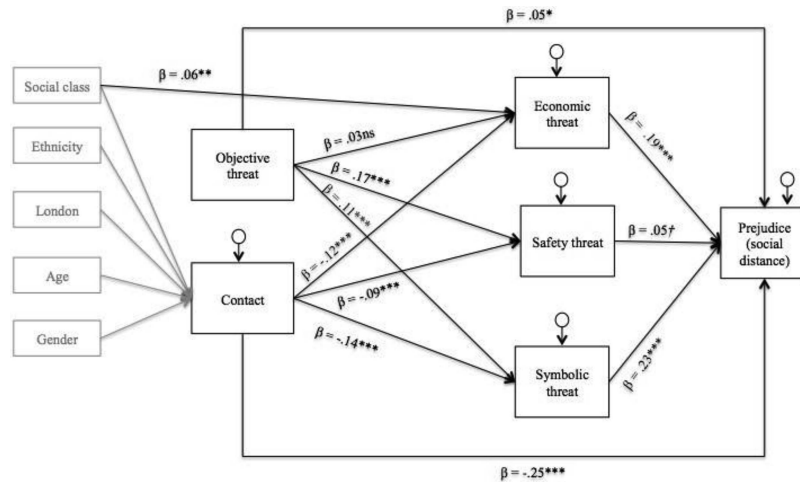 β = .05*
β = .06**
Social class
Economic
threat
Ethnicity
Objective
threat
β = .03ns
β = .19***
β = .17***
β = .11***
London
β = -.12***
Safety threat
β = .05†
Prejudice
(social
distance)
Age
Contact
β = -.09***
Gender
β = -.14***
Symbolic
threat
β = .23***
β = -.25***